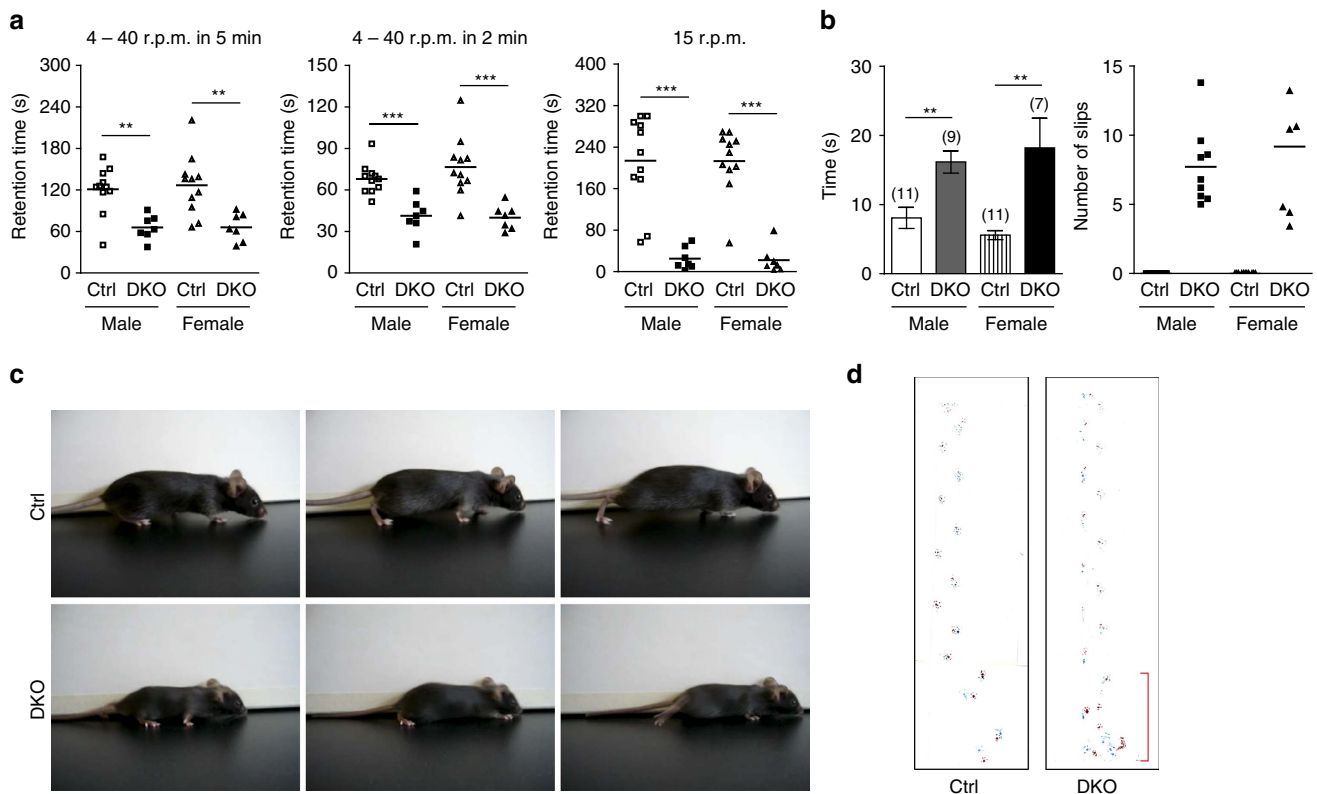 a
4 – 40 r.p.m. in 5 min
300
240
180
120
60
0
Retention time (s)
**
**
Ctrl DKO Ctrl DKO
Male Female
4 – 40 r.p.m. in 2 min
150
120
90
60
30
0
Retention time (s)
***
***
Ctrl DKO Ctrl DKO
Male Female
15 r.p.m.
400
320
240
160
80
0
Retention time (s)
***
***
Ctrl DKO Ctrl DKO
Male Female
b
30
20
10
0
Time (s)
**
**
(11)
(9)
(11)
(7)
Ctrl DKO Ctrl DKO
Male Female
15
10
5
0
Number of slips
Ctrl DKO Ctrl DKO
Male Female
c
Ctrl
DKO
d
Ctrl
DKO